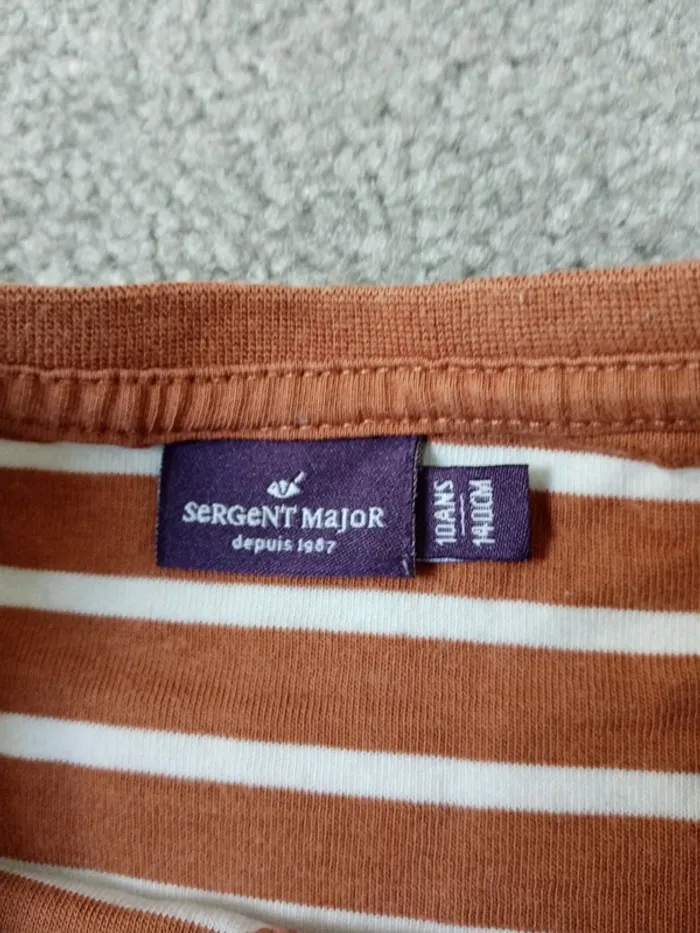 SeRGeNT MaJoR
depuis 1987
10ANS
140CM